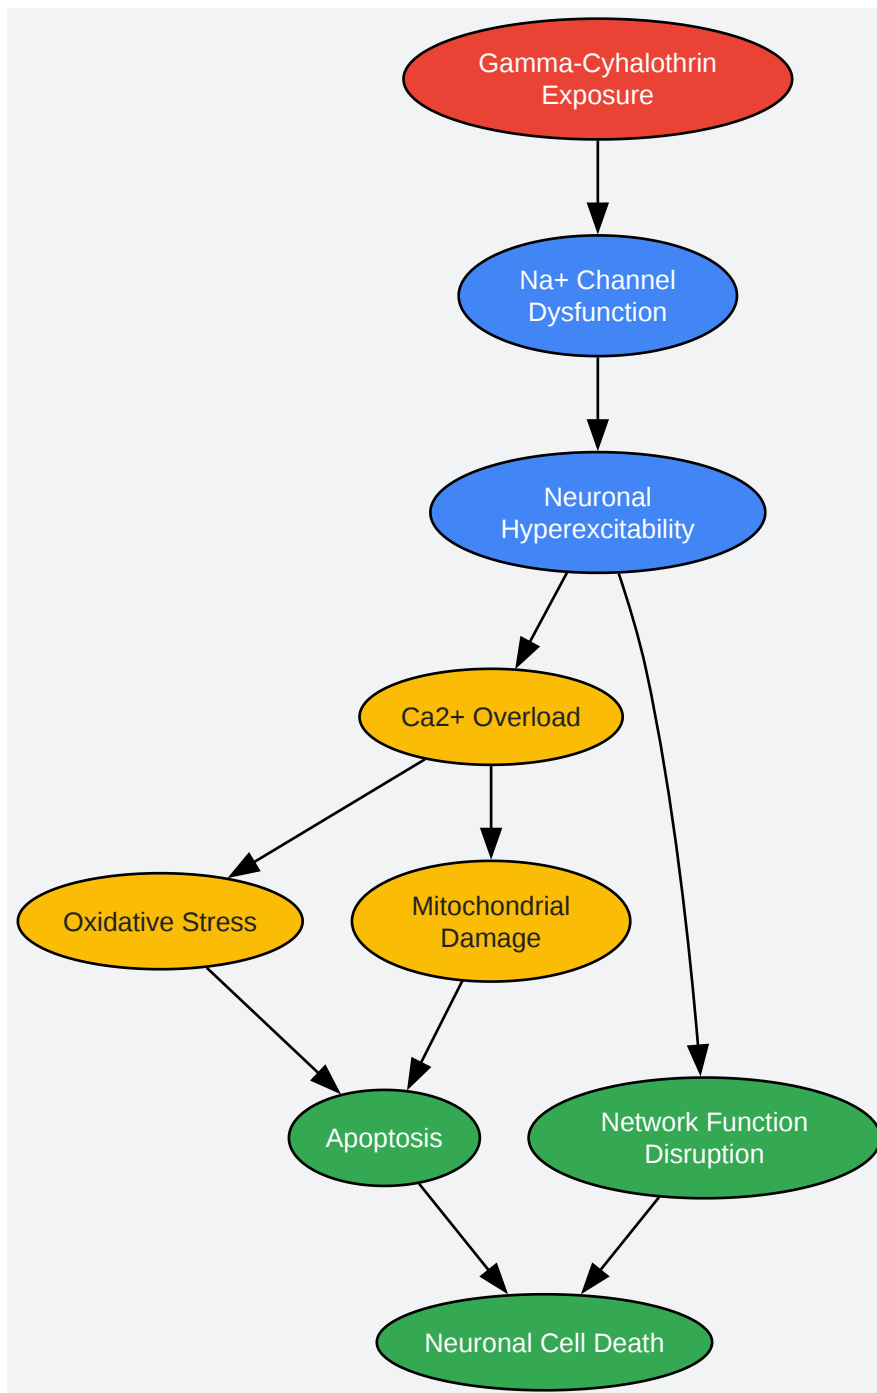 Gamma-Cyhalothrin
Exposure
Na+ Channel
Dysfunction
Neuronal
Hyperexcitability
Ca2+ Overload
Oxidative Stress
Mitochondrial
Damage
Apoptosis
Network Function
Disruption
Neuronal Cell Death